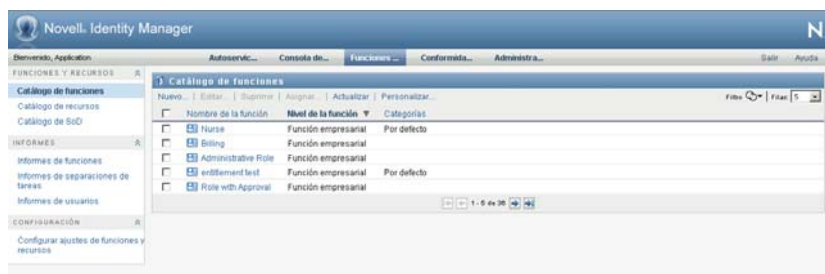 Novell® Identity Manager
N
Bienvenido, Application
Autoservic... Consola de... Funciones ... Conformida... Administra... Salir Ayuda
FUNCIONES Y RECURSOS
Catálogo de funciones
Catálogo de recursos
Catálogo de SoD
INFORMES
Informes de funciones
Informes de separaciones de
tareas
Informes de usuarios
CONFIGURACIÓN
Configurar ajustes de funciones y
recursos
Catálogo de funciones
Nuevo... | Editar... | Suprimir | Asignar... | Actualizar | Personalizar... Filtro | Filas 5
Nombre de la función Nivel de la función Categorías
Nurse Función empresarial Por defecto
Billing Función empresarial
Administrative Role Función empresarial
entitlement test Función empresarial Por defecto
Role with Approval Función empresarial
1 - 5 de 36